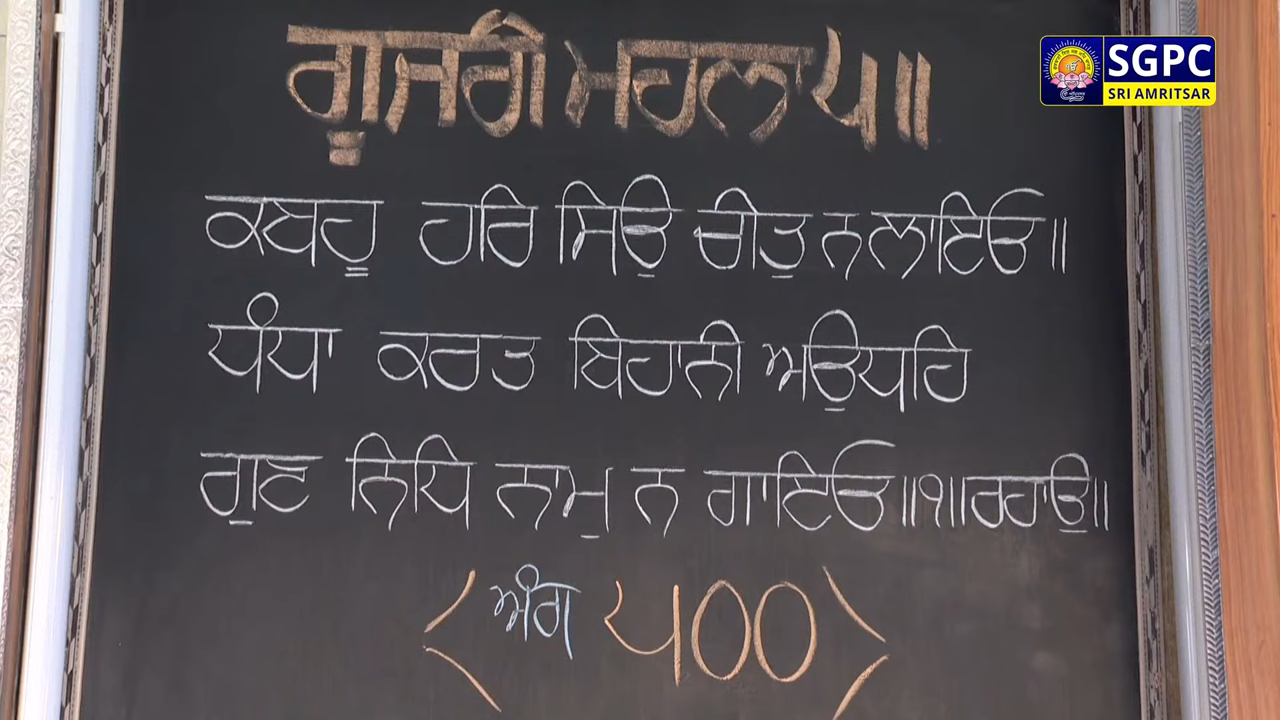 ਗੂਜਰੀ ਮਹਲਾ ੫॥
ਕਬਹੂ ਹਰਿ ਸਿਉ ਚੀਤੁ ਨ ਲਾਇਓ॥
ਧੰਧਾ ਕਰਤ ਬਿਹਾਨੀ ਅਉਧਹਿ
ਗੁਣ ਨਿਧਿ ਨਾਮੁ ਨ ਗਾਇਓ॥੧॥ਰਹਾਉ॥
ਅੰਗ ੫੦੦
SGPC
SRI AMRITSAR